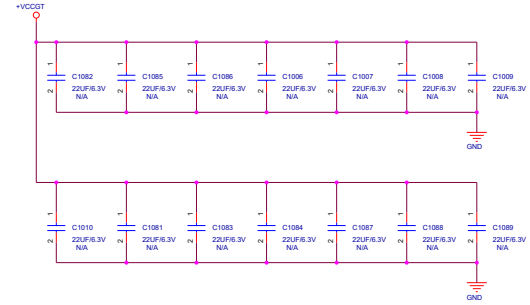 +VCCGT
1 1 1 1 1 1 1
C1082 C1085 C1086 C1006 C1007 C1008 C1009
2 2 2 2 2 2 2
22UF/6.3V 22UF/6.3V 22UF/6.3V 22UF/6.3V 22UF/6.3V 22UF/6.3V 22UF/6.3V
N/A N/A N/A N/A N/A N/A N/A
GND
1 1 1 1 1 1 1
C1010 C1081 C1083 C1084 C1087 C1088 C1089
2 2 2 2 2 2 2
22UF/6.3V 22UF/6.3V 22UF/6.3V 22UF/6.3V 22UF/6.3V 22UF/6.3V 22UF/6.3V
N/A N/A N/A N/A N/A N/A N/A
GND